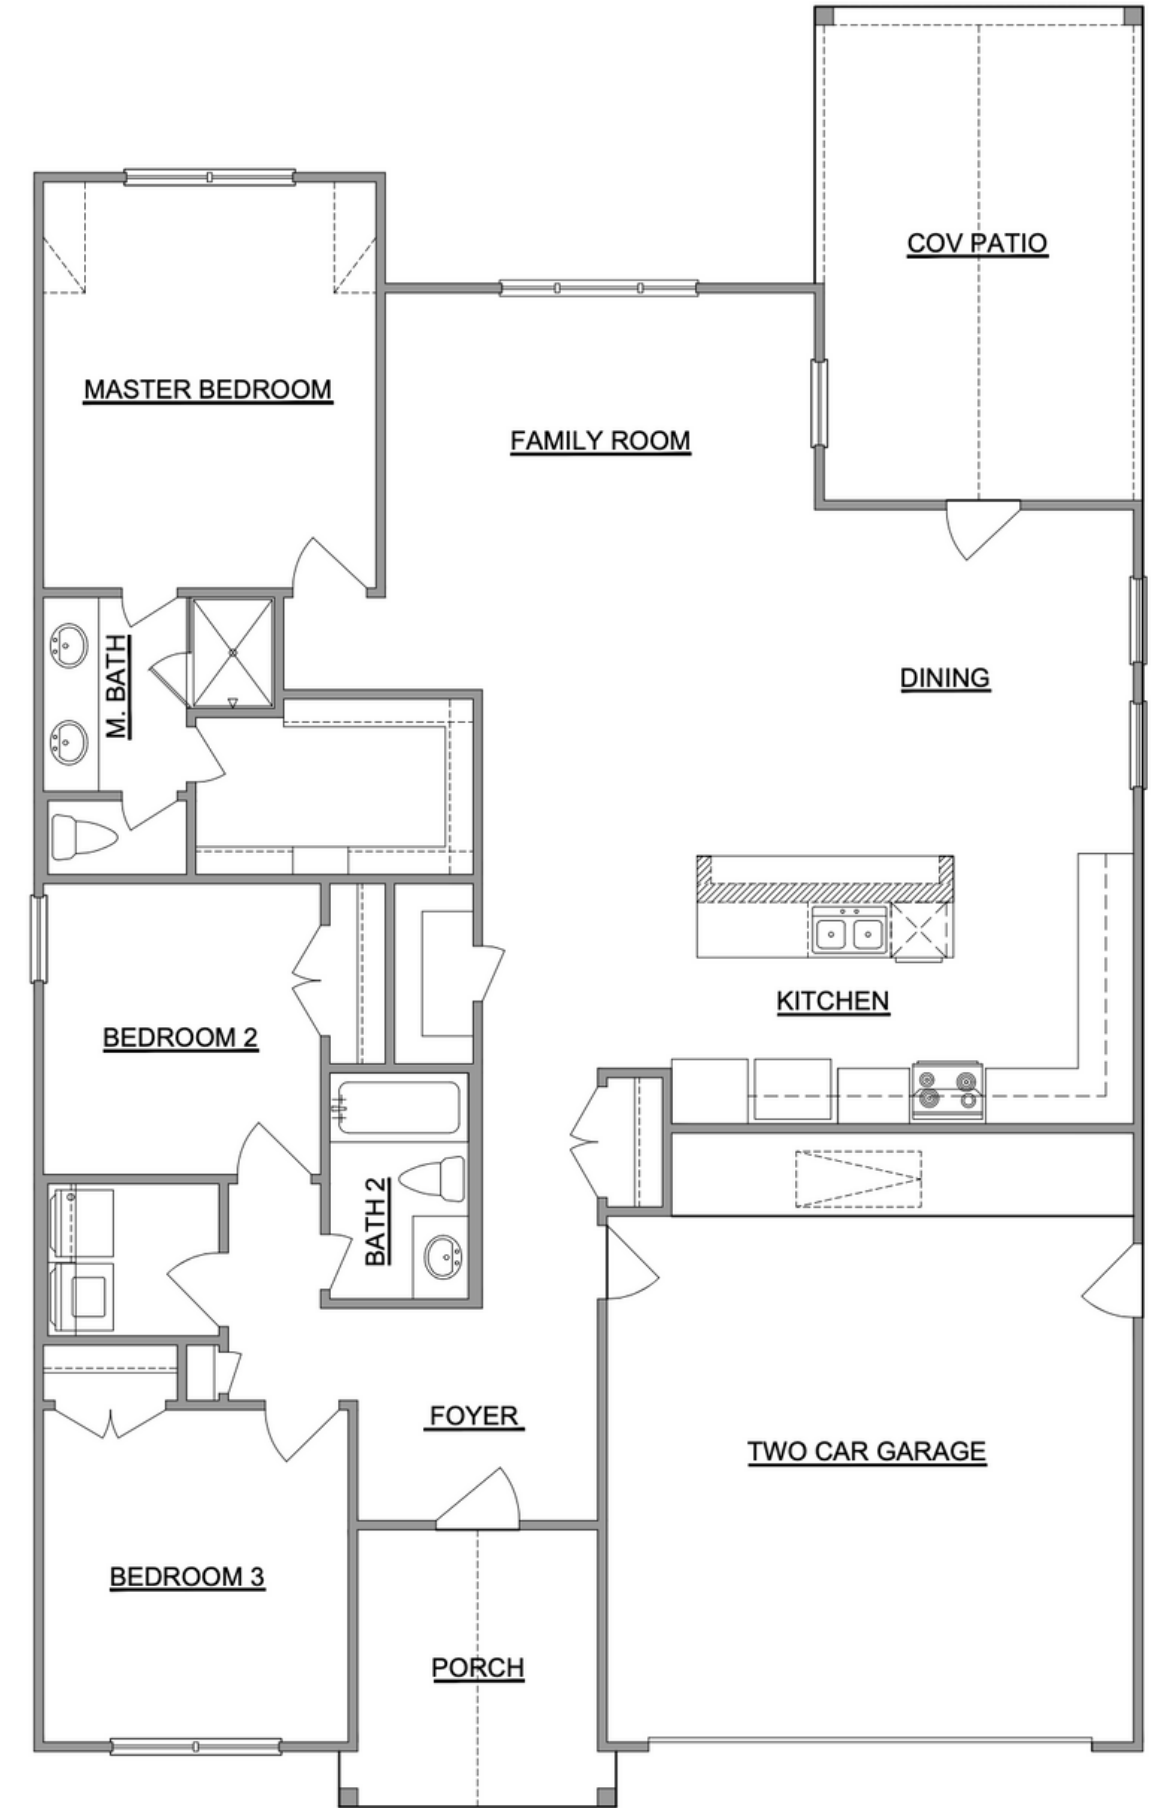 COV PATIO
MASTER BEDROOM
FAMILY ROOM
M. BATH
DINING
KITCHEN
BEDROOM 2
BATH 2
FOYER
TWO CAR GARAGE
BEDROOM 3
PORCH